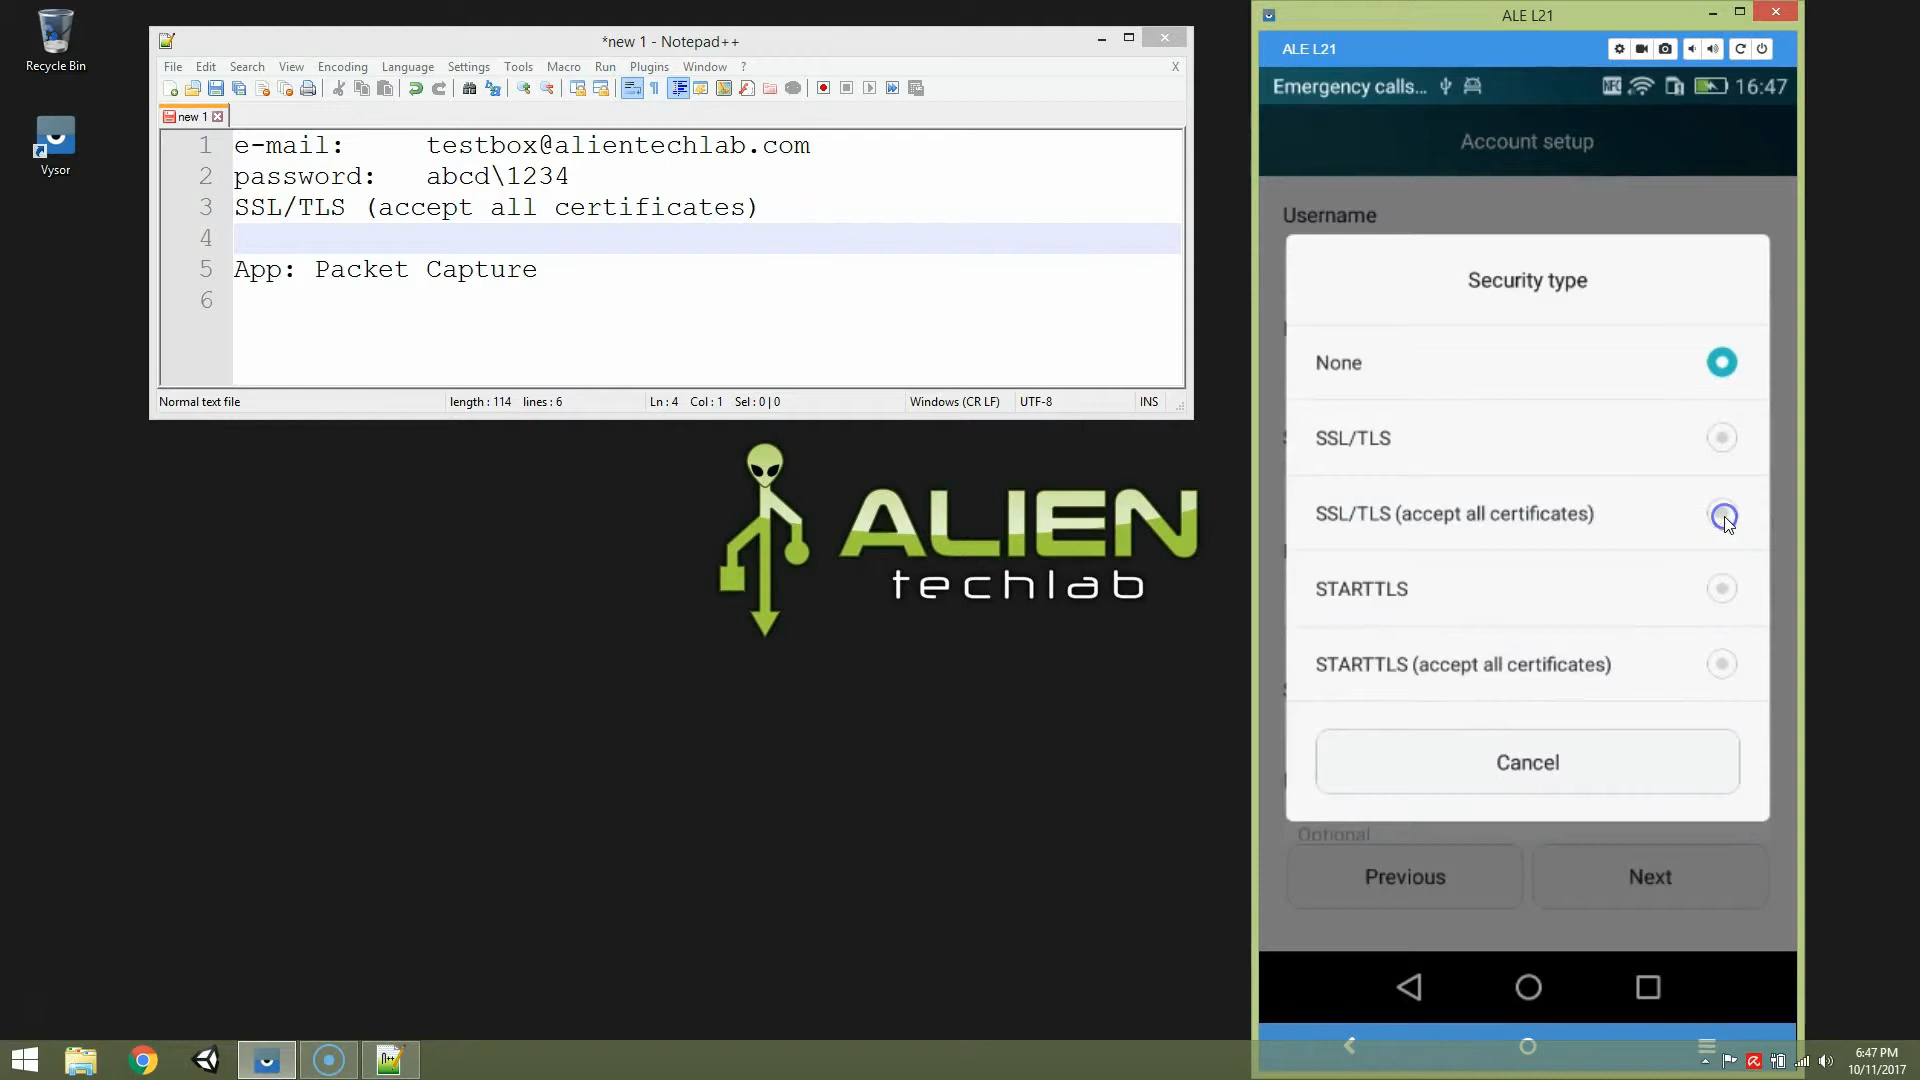 Recycle Bin
Vysor
*new 1 - Notepad++
File Edit Search View Encoding Language Settings Tools Macro Run Plugins Window ?
X
new 1
1 e-mail: testbox@alientechlab.com
2 password: abcd\1234
3 SSL/TLS (accept all certificates)
4
5 App: Packet Capture
6
Normal text file length : 114 lines : 6 Ln : 4 Col : 1 Sel : 0 | 0 Windows (CR LF) UTF-8 INS
ALIEN
techlab
ALE L21
ALE L21
Emergency calls... NFC 16:47
Account setup
Username
Security type
None
SSL/TLS
SSL/TLS (accept all certificates)
STARTTLS
STARTTLS (accept all certificates)
Cancel
Optional
Previous
Next
6:47 PM
10/11/2017